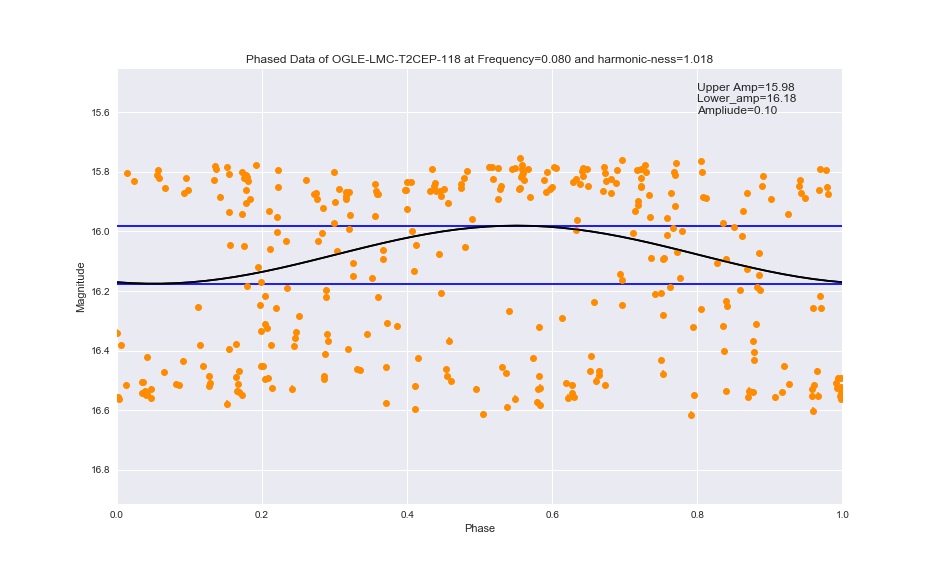 Phased Data of OGLE-LMC-T2CEP-118 at Frequency=0.080 and harmonic-ness=1.018
Upper Amp=15.98
Lower_amp=16.18
Ampliude=0.10
15.6
15.8
16.0
16.2
16.4
16.6
16.8
Magnitude
0.0 0.2 0.4 0.6 0.8 1.0
Phase